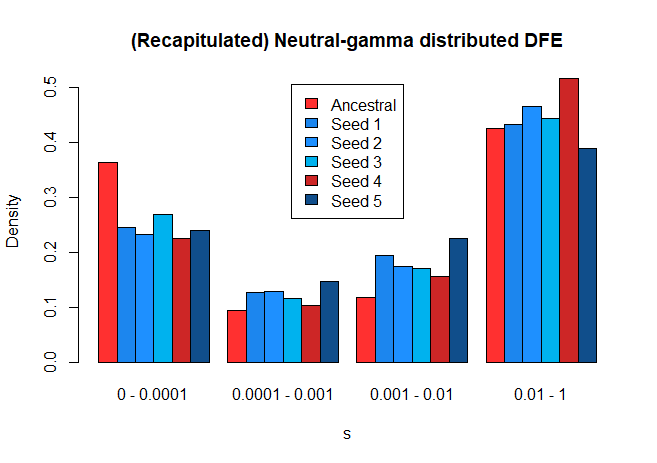 (Recapitulated) Neutral-gamma distributed DFE
Density
0.5
0.4
0.3
0.2
0.1
0.0
Ancestral
Seed 1
Seed 2
Seed 3
Seed 4
Seed 5
0 - 0.0001
0.0001 - 0.001
0.001 - 0.01
0.01 - 1
s